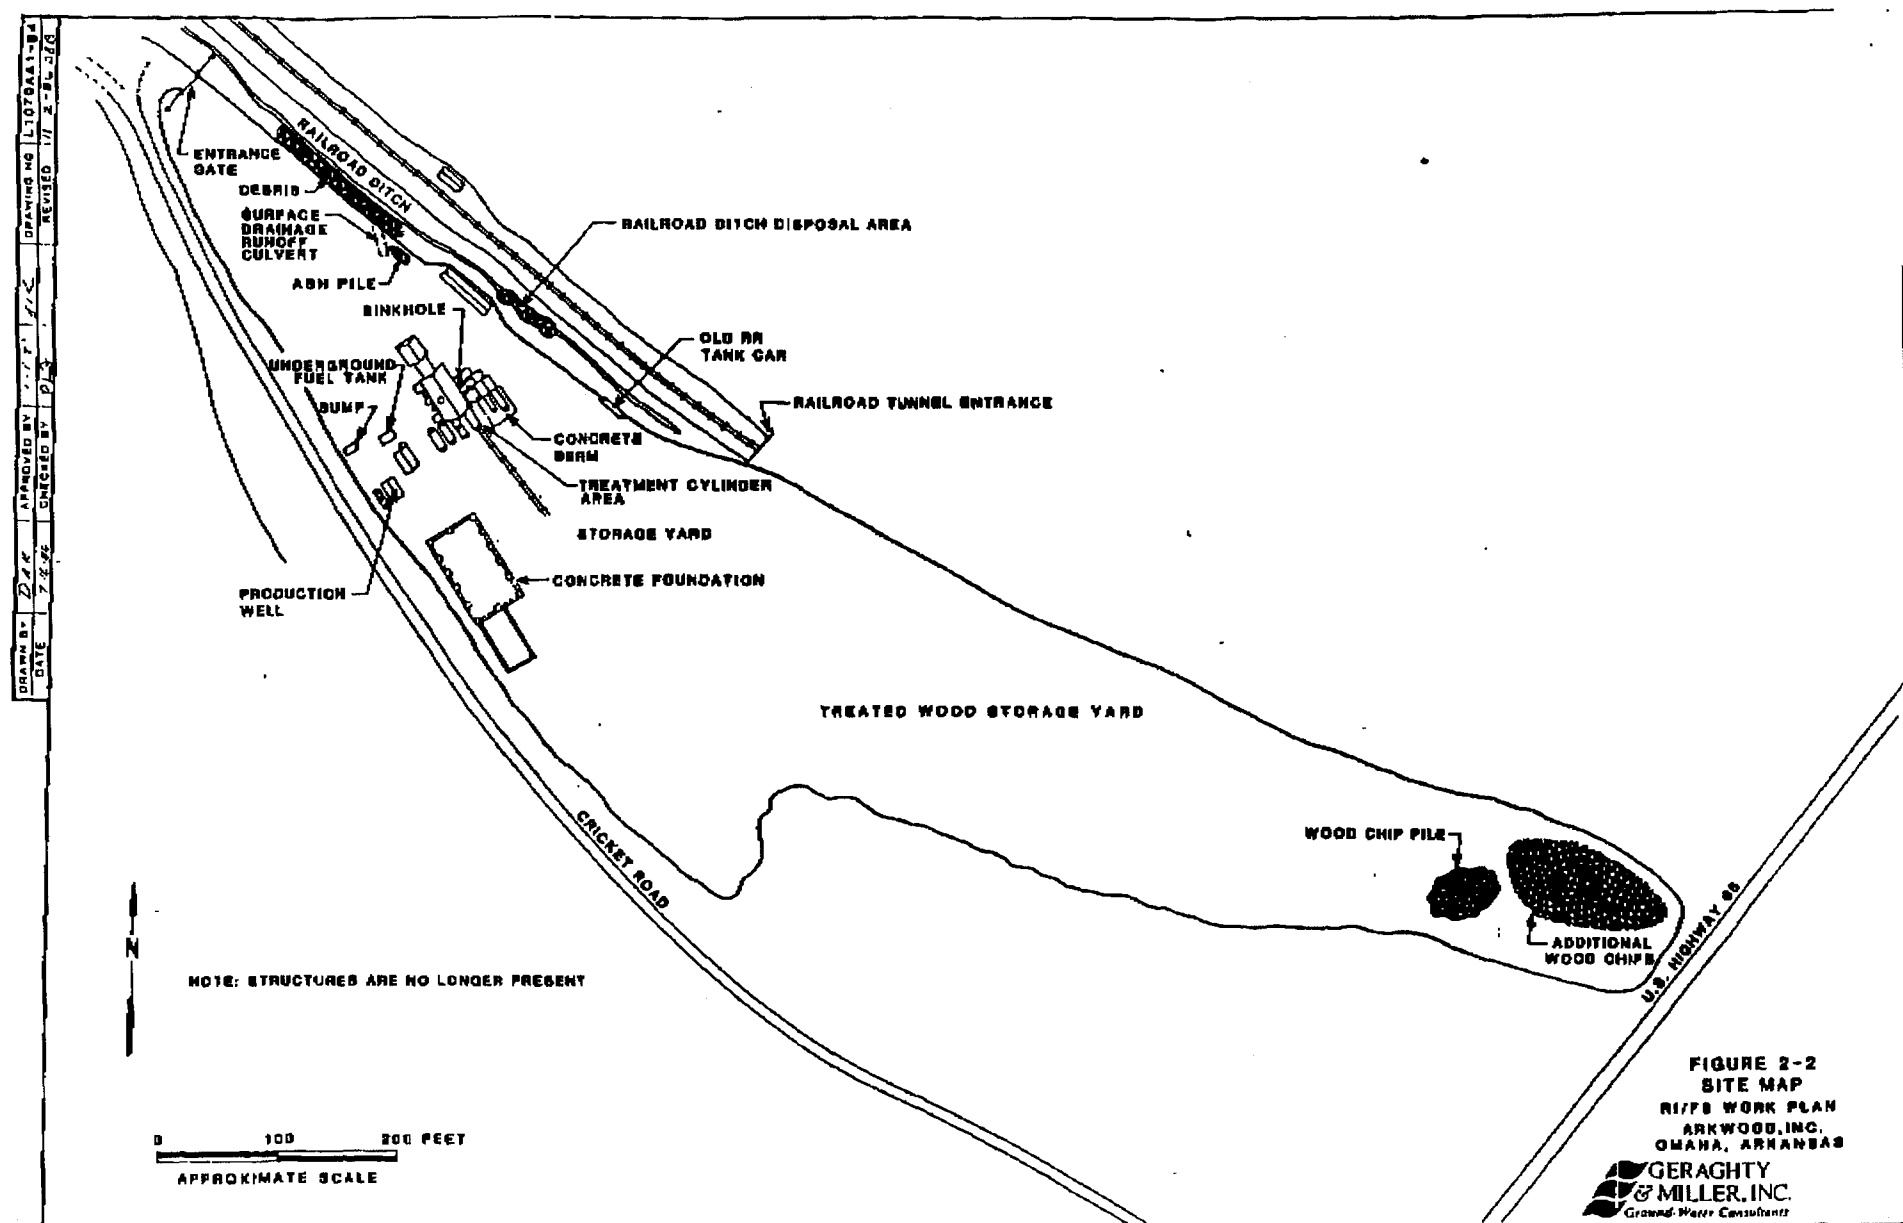 DRAWING NO
REVISED
APPROVED BY
CHECKED BY
DRAWN BY
DAK
DATE
ENTRANCE
GATE
RAILROAD DITCH
DEBRIS
SURFACE
DRAINAGE
RUNOFF
CULVERT
ASH PILE
RAILROAD DITCH DISPOSAL AREA
SINKHOLE
OLD RR
TANK CAR
UNDERGROUND
FUEL TANK
SUMP
RAILROAD TUNNEL ENTRANCE
CONCRETE
BERM
TREATMENT CYLINDER
AREA
STORAGE YARD
CONCRETE FOUNDATION
PRODUCTION
WELL
TREATED WOOD STORAGE YARD
CRICKET ROAD
WOOD CHIP PILE
ADDITIONAL
WOOD CHIPS
U.S. HIGHWAY 65
N
NOTE: STRUCTURES ARE NO LONGER PRESENT
0 100 200 FEET
APPROXIMATE SCALE
FIGURE 2-2
SITE MAP
RI/FS WORK PLAN
ARKWOOD, INC.
OMAHA, ARKANSAS
GERAGHTY
& MILLER, INC.
Ground-Water Consultants